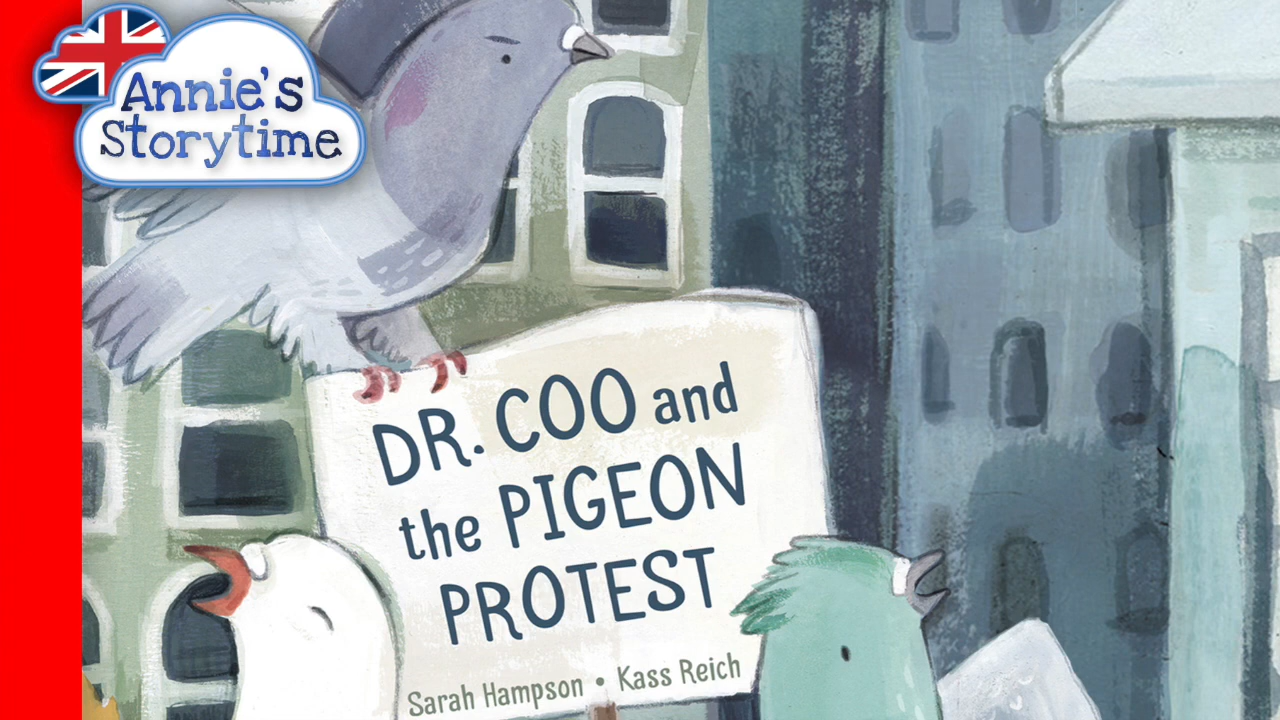 Annie's
Storytime
DR. COO and
the PIGEON
PROTEST
Sarah Hampson • Kass Reich